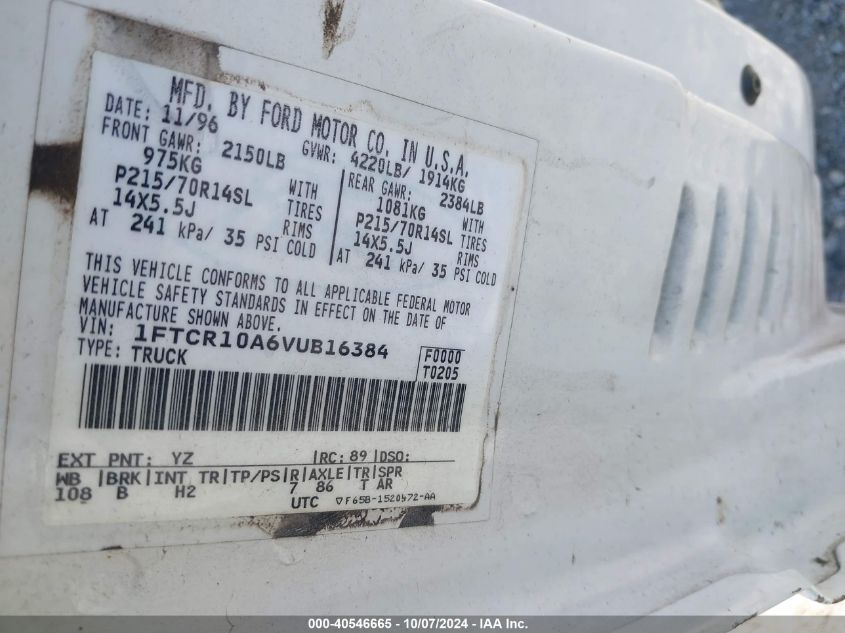 MFD. BY FORD MOTOR CO. IN U.S.A.
DATE: 11/96 GVWR: 4220LB/ 1914KG
FRONT GAWR: 2150LB REAR GAWR: 2384LB
975KG WITH 1081KG WITH
P215/70R14SL TIRES P215/70R14SL TIRES
14X5.5J RIMS 14X5.5J RIMS
AT 241 kPa/ 35 PSI COLD AT 241 kPa/ 35 PSI COLD
THIS VEHICLE CONFORMS TO ALL APPLICABLE FEDERAL MOTOR
VEHICLE SAFETY STANDARDS IN EFFECT ON THE DATE OF
MANUFACTURE SHOWN ABOVE.
VIN: 1FTCR10A6VUB16384 F0000
TYPE: TRUCK T0205
EXT PNT: YZ |RC: 89 |DSO:
WB |BRK|INT TR|TP/PS|R|AXLE|TR|SPR
108 B H2 7 86 T AR
UTC ▽F65B-1520472-AA
000-40546665 - 10/07/2024 - IAA Inc.